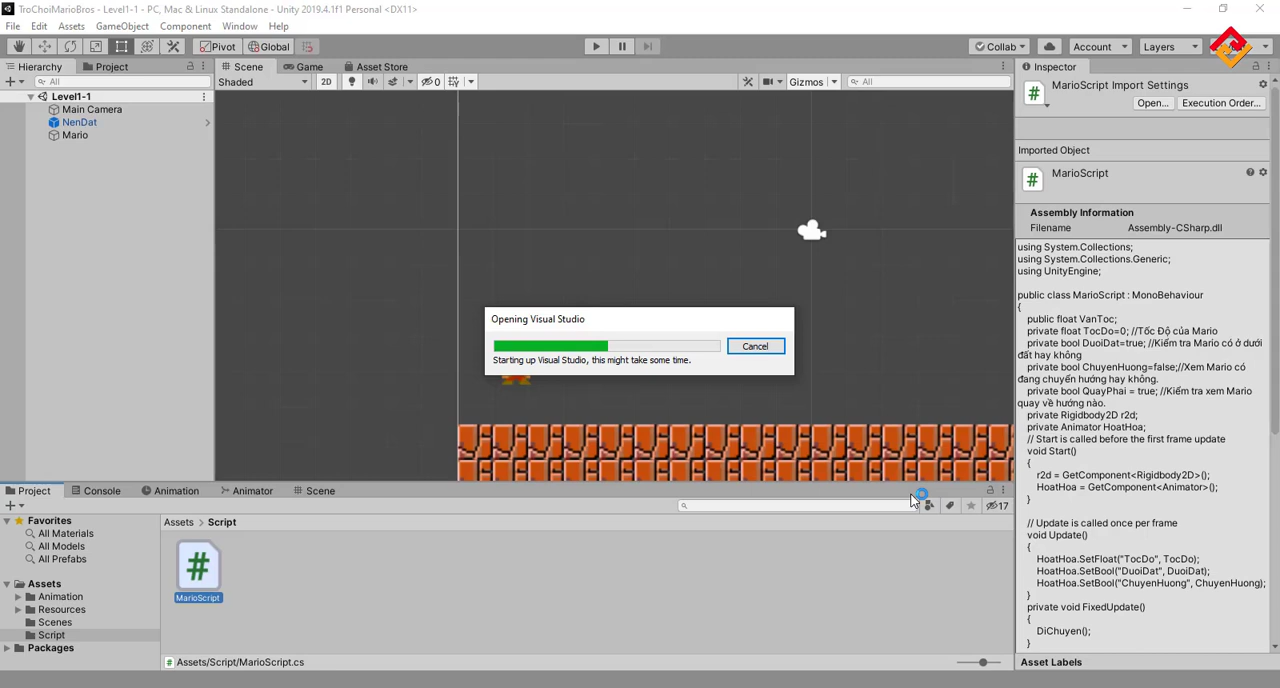 TroChoiMarioBros - Level1-1 - PC, Mac & Linux Standalone - Unity 2019.4.1f1 Personal <DX11>
File Edit Assets GameObject Component Window Help
Pivot Global Collab Account Layers
Hierarchy Project
All
Level1-1
Main Camera
NenDat
Mario
Scene Game Asset Store
Shaded 2D 0 Gizmos All
Opening Visual Studio
Cancel
Starting up Visual Studio, this might take some time.
Inspector
MarioScript Import Settings
Open... Execution Order...
Imported Object
MarioScript
Assembly Information
Filename Assembly-CSharp.dll
using System.Collections;
using System.Collections.Generic;
using UnityEngine;
public class MarioScript : MonoBehaviour
{
public float VanToc;
private float TocDo=0; //Tốc Độ của Mario
private bool DuoiDat=true; //Kiểm tra Mario có ở dưới
đất hay không
private bool ChuyenHuong=false;//Xem Mario có
đang chuyển hướng hay không.
private bool QuayPhai = true; //Kiểm tra xem Mario
quay về hướng nào.
private Rigidbody2D r2d;
private Animator HoatHoa;
// Start is called before the first frame update
void Start()
{
r2d = GetComponent<Rigidbody2D>();
HoatHoa = GetComponent<Animator>();
}
// Update is called once per frame
void Update()
{
HoatHoa.SetFloat("TocDo", TocDo);
HoatHoa.SetBool("DuoiDat", DuoiDat);
HoatHoa.SetBool("ChuyenHuong", ChuyenHuong);
}
private void FixedUpdate()
{
DiChuyen();
}
Asset Labels
Project Console Animation Animator Scene
17
Favorites
All Materials
All Models
All Prefabs
Assets
Animation
Resources
Scenes
Script
Packages
Assets > Script
#
MarioScript
Assets/Script/MarioScript.cs